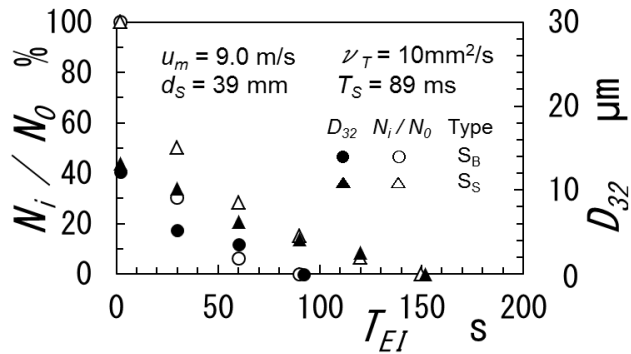 100
80
60
40
20
0
N_i / N_0 %
u_m = 9.0 m/s
ν_T = 10mm²/s
d_S = 39 mm
T_S = 89 ms
D_32 N_i / N_0 Type
S_B
S_S
30
20
10
0
D_32 μm
0 50 100 150 200
T_EI s